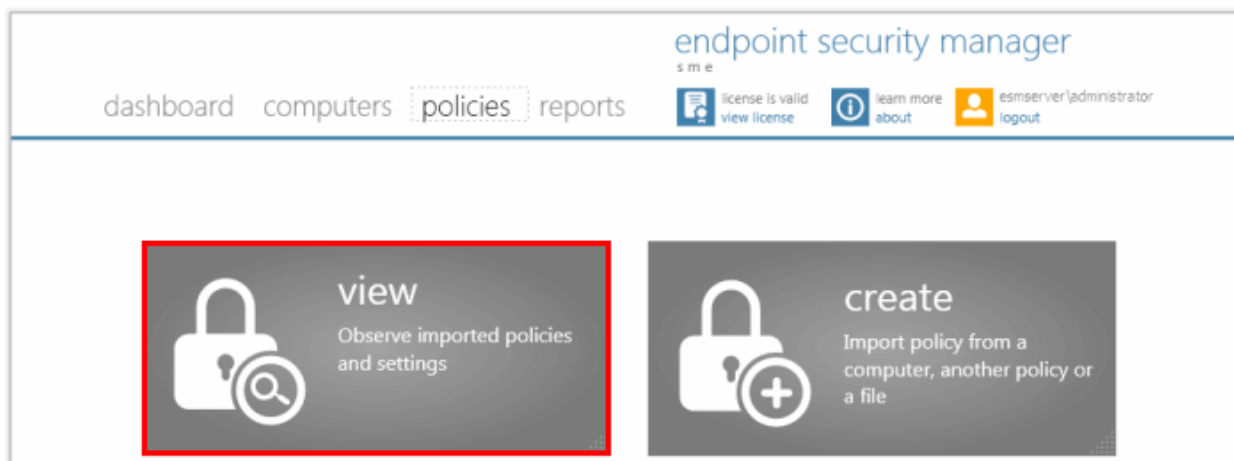 endpoint security manager
s m e
dashboard computers policies reports
license is valid
view license
learn more
about
esmserver\administrator
logout
view
Observe imported policies
and settings
create
Import policy from a
computer, another policy or
a file